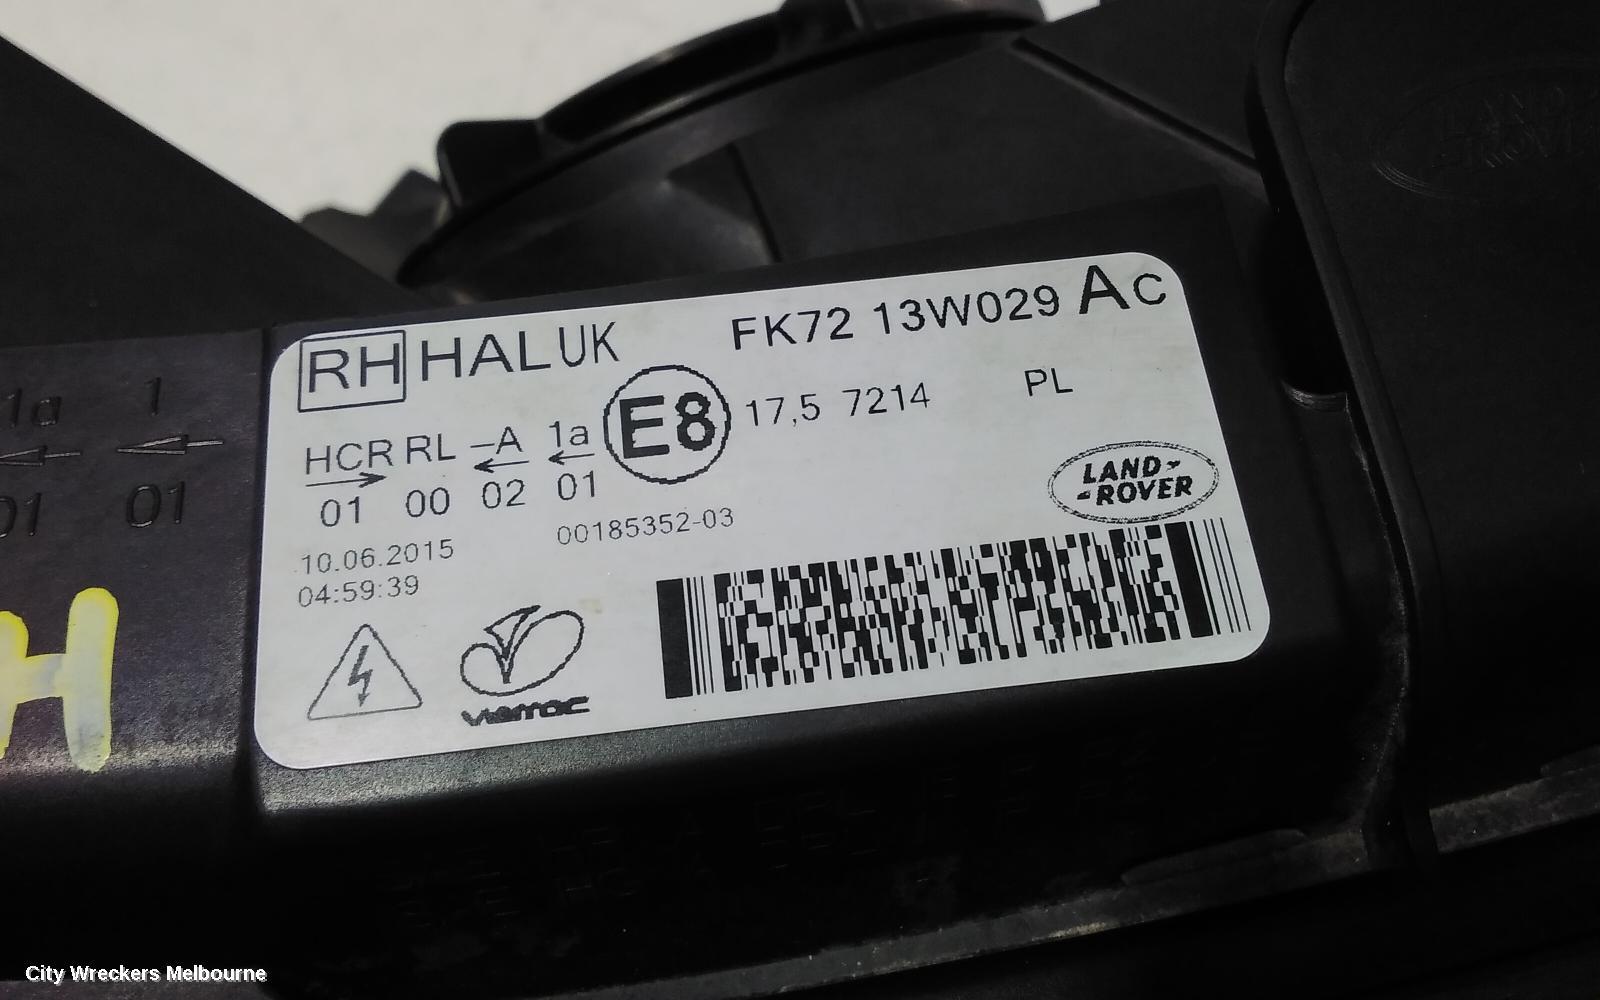 RH HAL UK FK72 13W029 AC
HCR RL –A 1a E8 17,5 7214 PL
01 00 02 01
10.06.2015 00185352-03
04:59:39
LAND-
-ROVER
Viamoc
1a 1
01 01
H
City Wreckers Melbourne